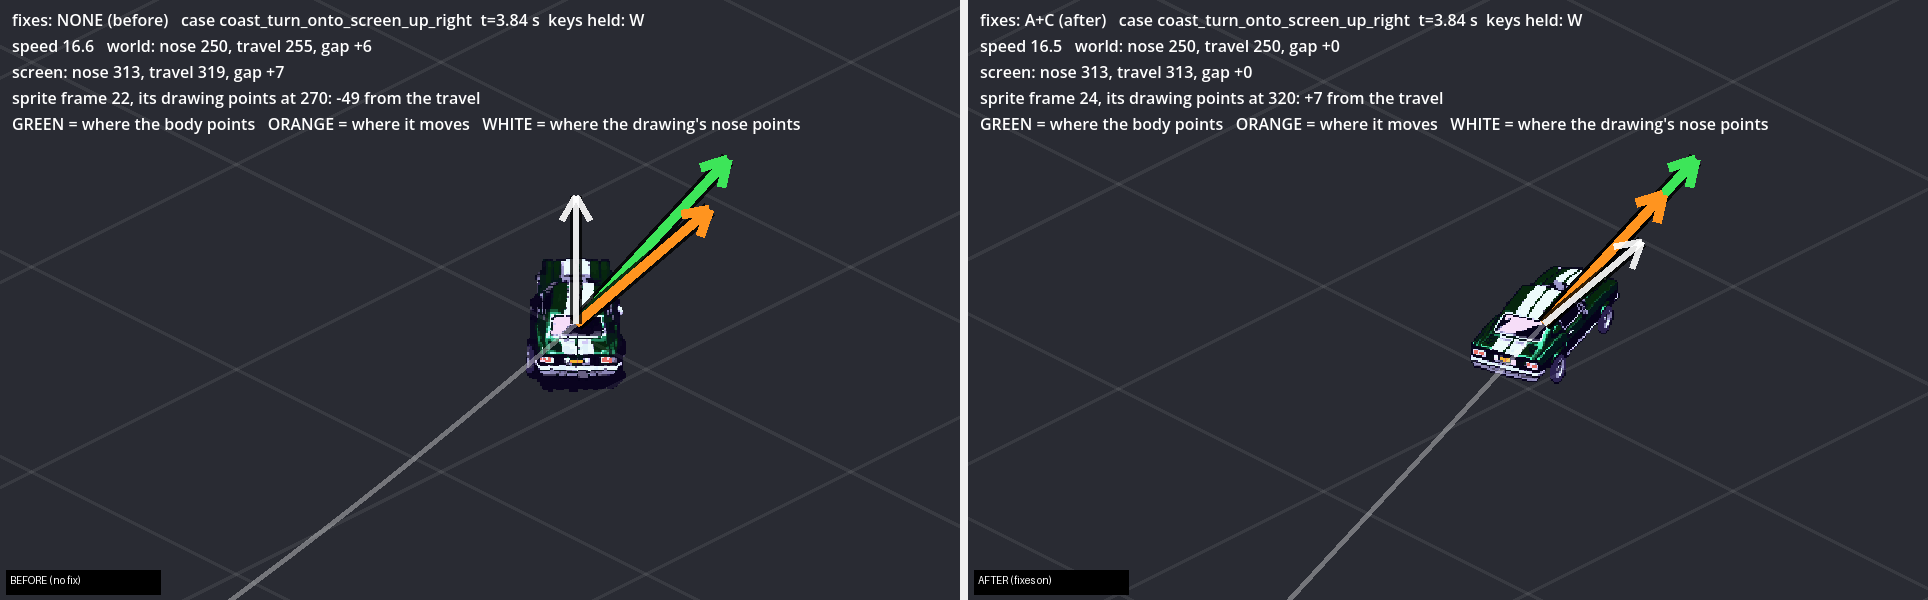 fixes: NONE (before)   case coast_turn_onto_screen_up_right  t=3.84 s  keys held: W
speed 16.6   world: nose 250, travel 255, gap +6
screen: nose 313, travel 319, gap +7
sprite frame 22, its drawing points at 270: -49 from the travel
GREEN = where the body points   ORANGE = where it moves   WHITE = where the drawing's nose points
BEFORE (no fix)
fixes: A+C (after)   case coast_turn_onto_screen_up_right  t=3.84 s  keys held: W
speed 16.5   world: nose 250, travel 250, gap +0
screen: nose 313, travel 313, gap +0
sprite frame 24, its drawing points at 320: +7 from the travel
GREEN = where the body points   ORANGE = where it moves   WHITE = where the drawing's nose points
AFTER (fixes on)